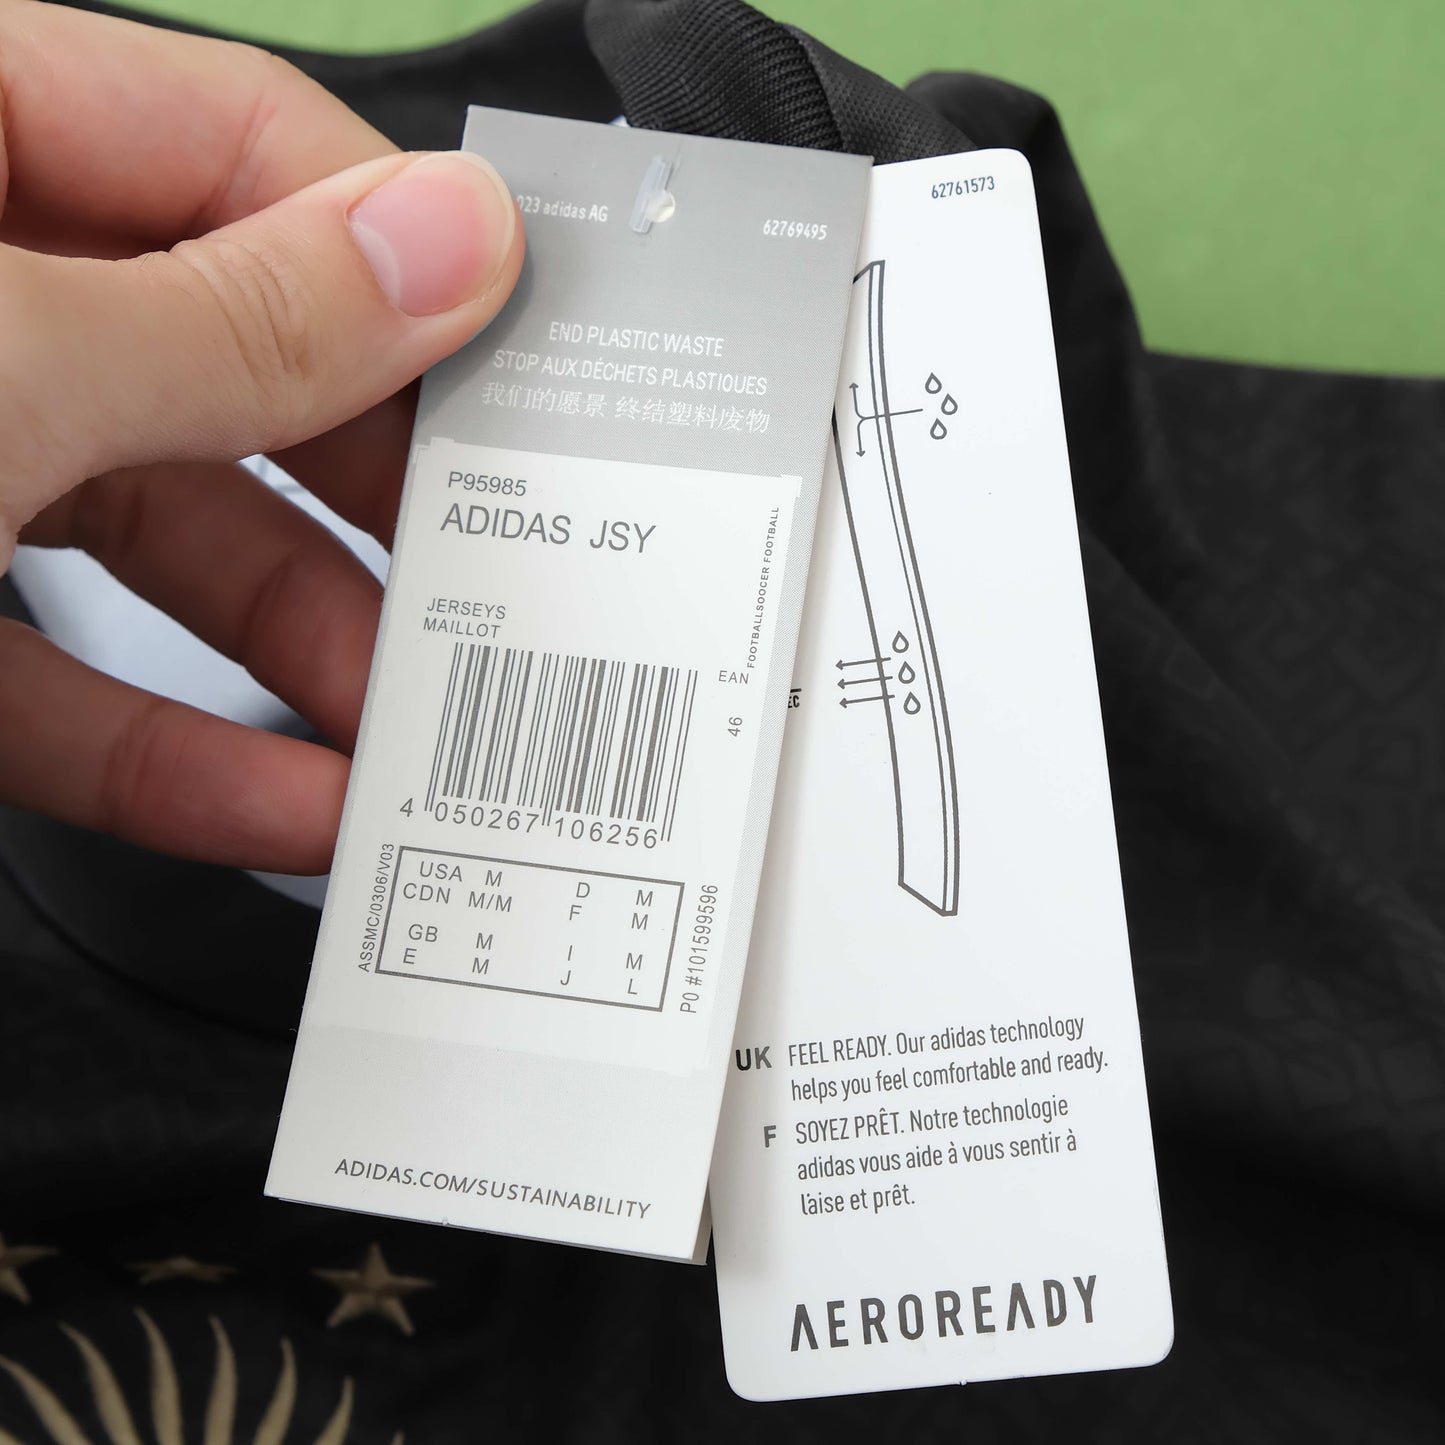 023 adidas AG
62769495
END PLASTIC WASTE
STOP AUX DÉCHETS PLASTIQUES
我们的愿景 终结塑料废物
P95985
ADIDAS JSY
JERSEYS
MAILLOT
FOOTBALLSOCCER FOOTBALL
EAN
46
4 050267 106256
ASSMC/0306/V03
USA M D M
CDN M/M F M
GB M I M
E M J L
PO #101599596
ADIDAS.COM/SUSTAINABILITY
62761573
EC
UK FEEL READY. Our adidas technology
helps you feel comfortable and ready.
F SOYEZ PRÊT. Notre technologie
adidas vous aide à vous sentir à
l'aise et prêt.
AEROREADY